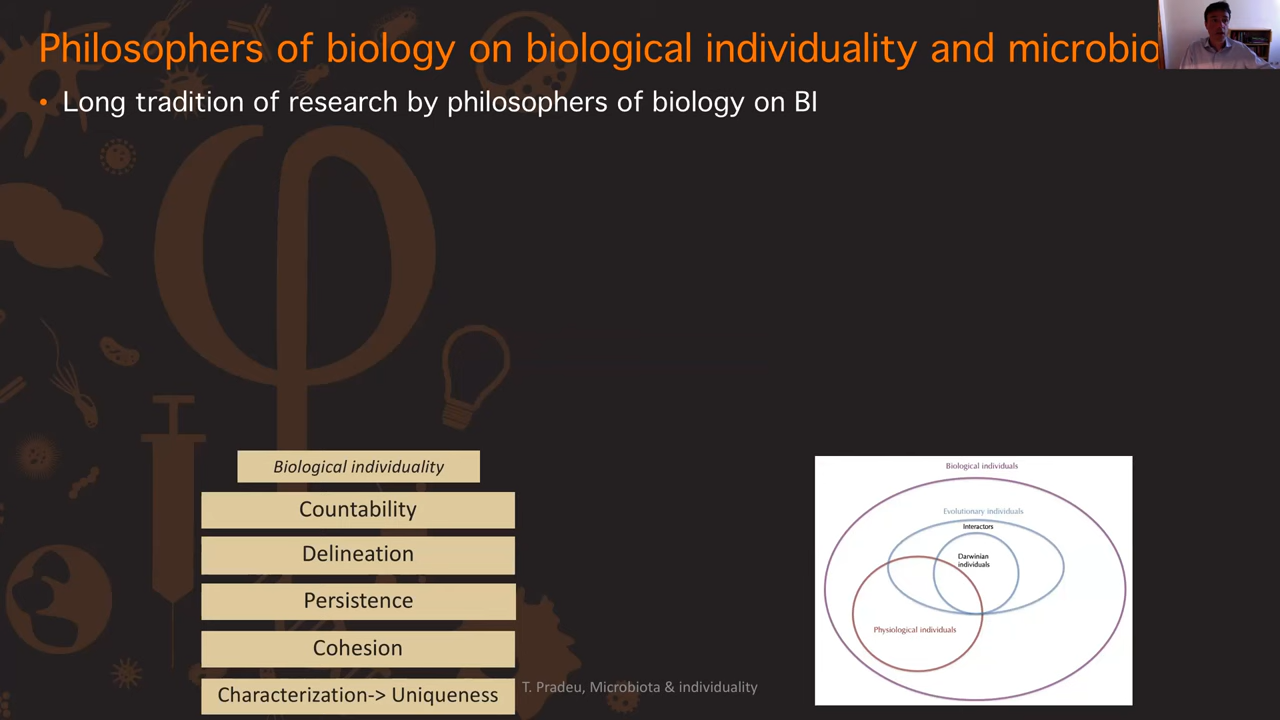 Philosophers of biology on biological individuality and microbio
• Long tradition of research by philosophers of biology on BI
Biological individuality
Countability
Delineation
Persistence
Cohesion
Characterization-> Uniqueness
Biological individuals
Evolutionary individuals
Interactors
Darwinian
individuals
Physiological individuals
T. Pradeu, Microbiota & individuality